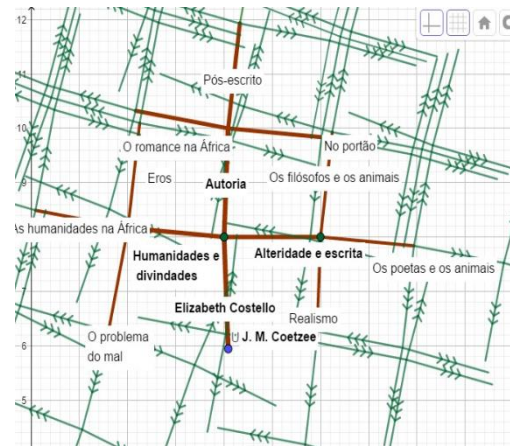 12
11
Pós-escrito
10
O romance na África
No portão
9
Eros
Autoria
Os filósofos e os animais
As humanidades na África
Humanidades e
divindades
Alteridade e escrita
Os poetas e os animais
7
Elizabeth Costello
Realismo
O problema
do mal
J. M. Coetzee
6
5